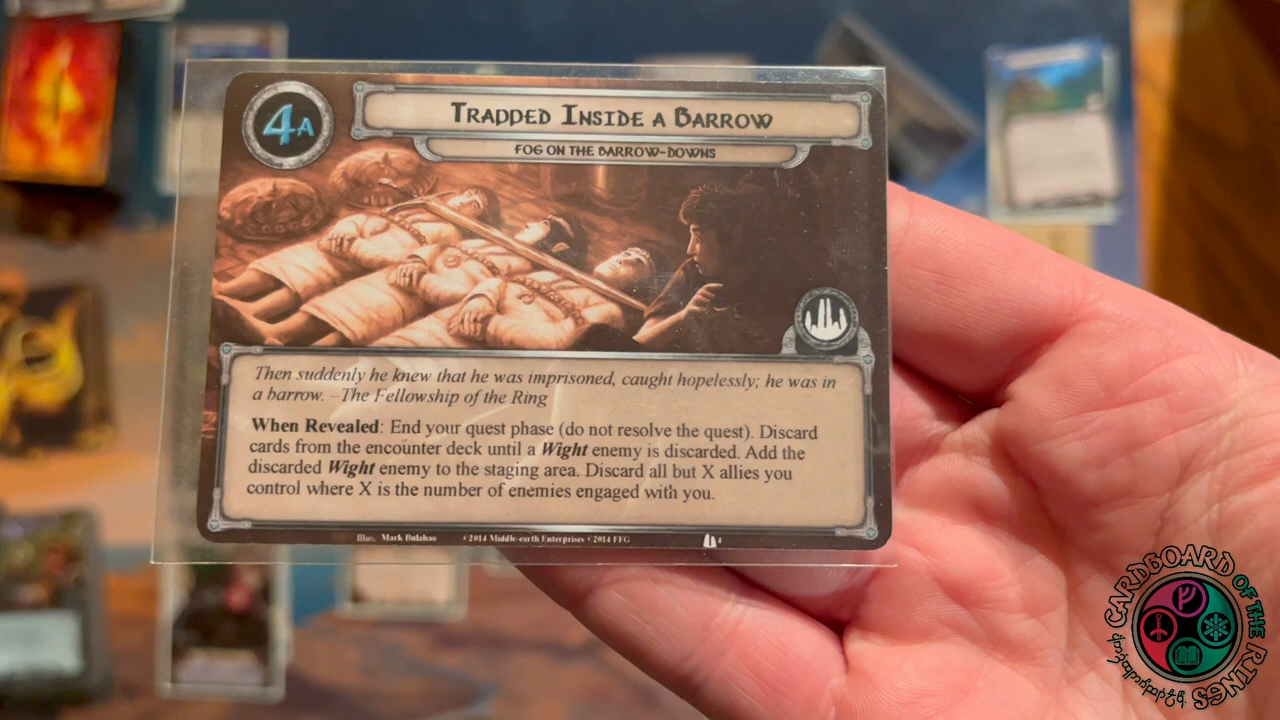 4A
Trapped Inside a Barrow
Fog on the Barrow-Downs
Then suddenly he knew that he was imprisoned, caught hopelessly; he was in
a barrow. –The Fellowship of the Ring
When Revealed: End your quest phase (do not resolve the quest). Discard
cards from the encounter deck until a Wight enemy is discarded. Add the
discarded Wight enemy to the staging area. Discard all but X allies you
control where X is the number of enemies engaged with you.
Illus. Mark Bulahao ©2014 Middle-earth Enterprises ©2014 FFG 4
CARDBOARD OF THE RINGS